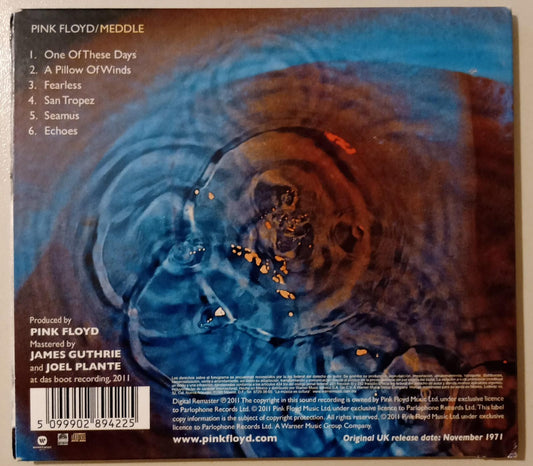 PINK FLOYD/MEDDLE
1. One Of These Days
2. A Pillow Of Winds
3. Fearless
4. San Tropez
5. Seamus
6. Echoes
Produced by
PINK FLOYD
Mastered by
JAMES GUTHRIE
and JOEL PLANTE
at das boot recording, 2011
5 099902 894225
Digital Remaster ℗ 2011 The copyright in this sound recording is owned by Pink Floyd Music Ltd. under exclusive licence
to Parlophone Records Ltd. © 2011 Pink Floyd Music Ltd. under exclusive licence to Parlophone Records Ltd. This label
copy information is the subject of copyright protection. All rights reserved. © 2011 Pink Floyd Music Ltd. under exclusive
licence to Parlophone Records Ltd. A Warner Music Group Company.
www.pinkfloyd.com
Original UK release date: November 1971